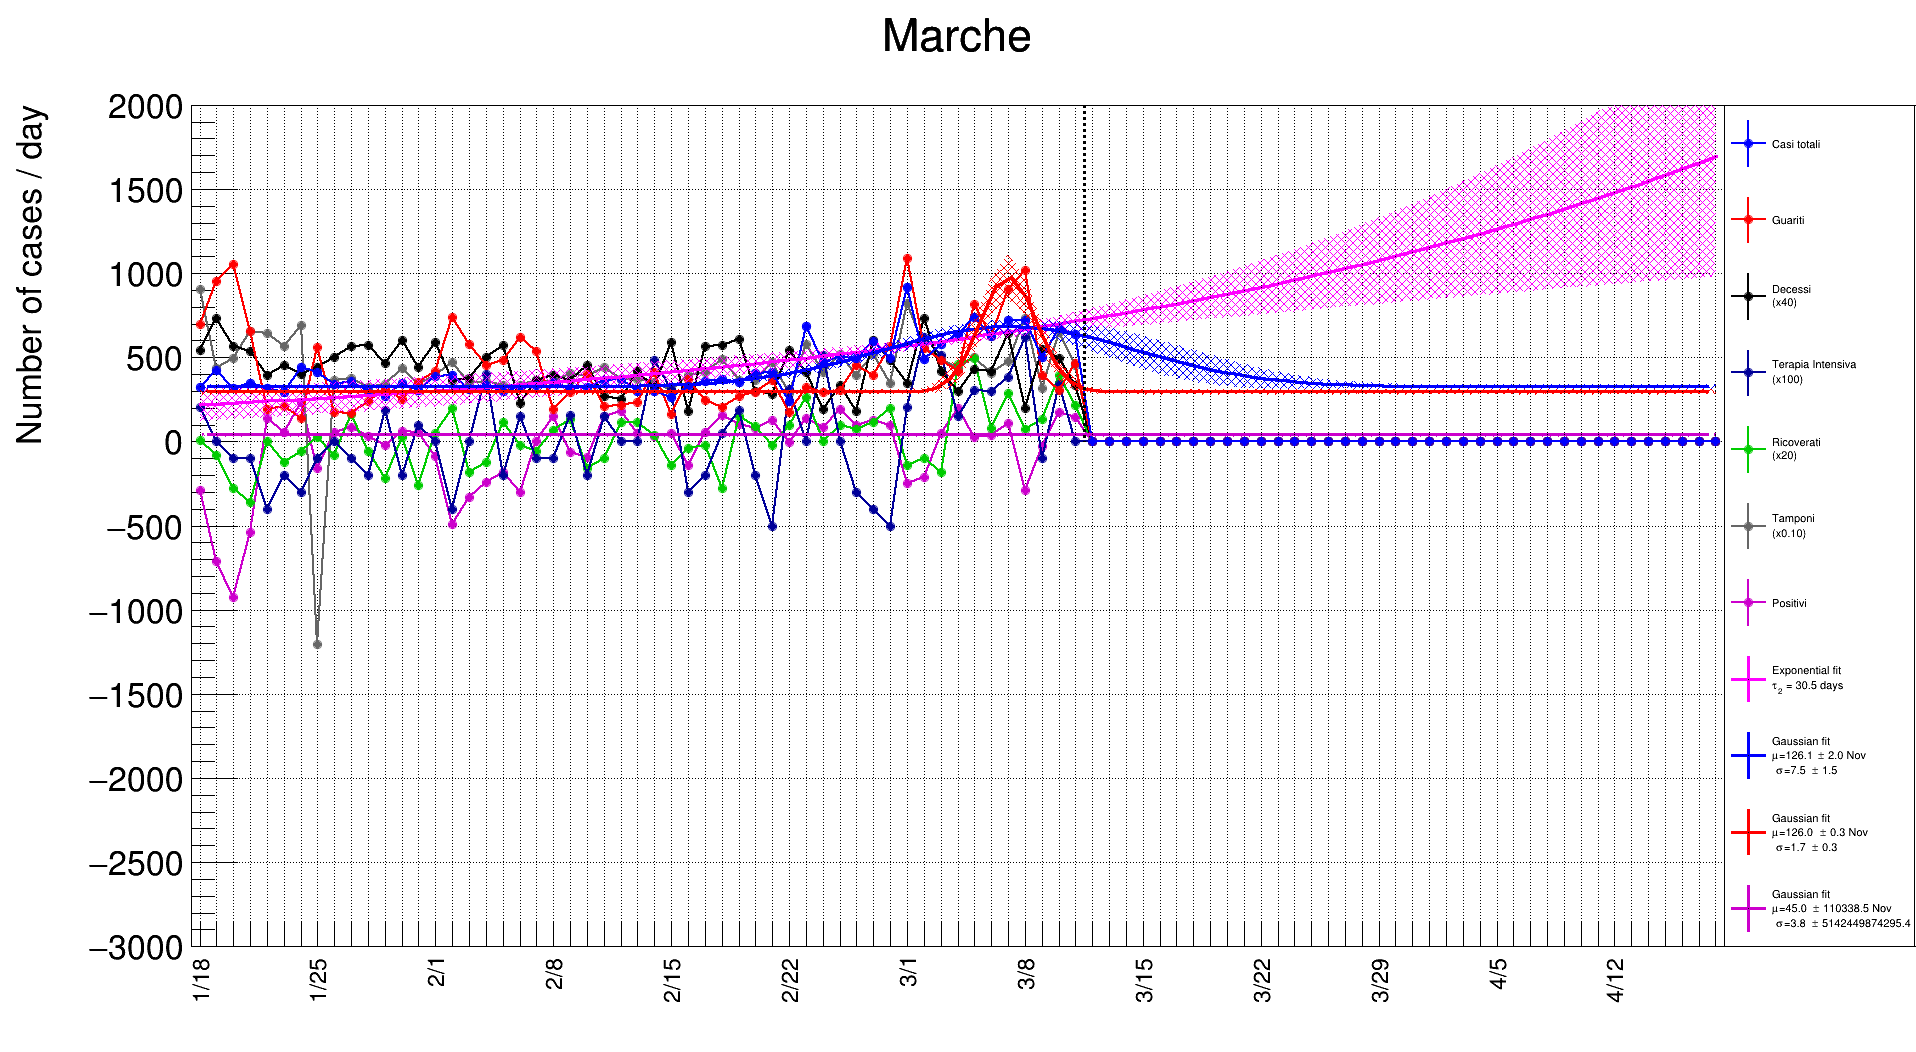 Marche
Number of cases / day
2000
1500
1000
500
0
−500
−1000
−1500
−2000
−2500
−3000
1/18
1/25
2/1
2/8
2/15
2/22
3/1
3/8
3/15
3/22
3/29
4/5
4/12
Casi totali
Guariti
Decessi
(x40)
Terapia Intensiva
(x100)
Ricoverati
(x20)
Tamponi
(x0.10)
Positivi
Exponential fit
τ2 = 30.5 days
Gaussian fit
μ=126.1 ± 2.0 Nov
σ=7.5 ± 1.5
Gaussian fit
μ=126.0 ± 0.3 Nov
σ=1.7 ± 0.3
Gaussian fit
μ=45.0 ± 110338.5 Nov
σ=3.8 ± 5142449874295.4